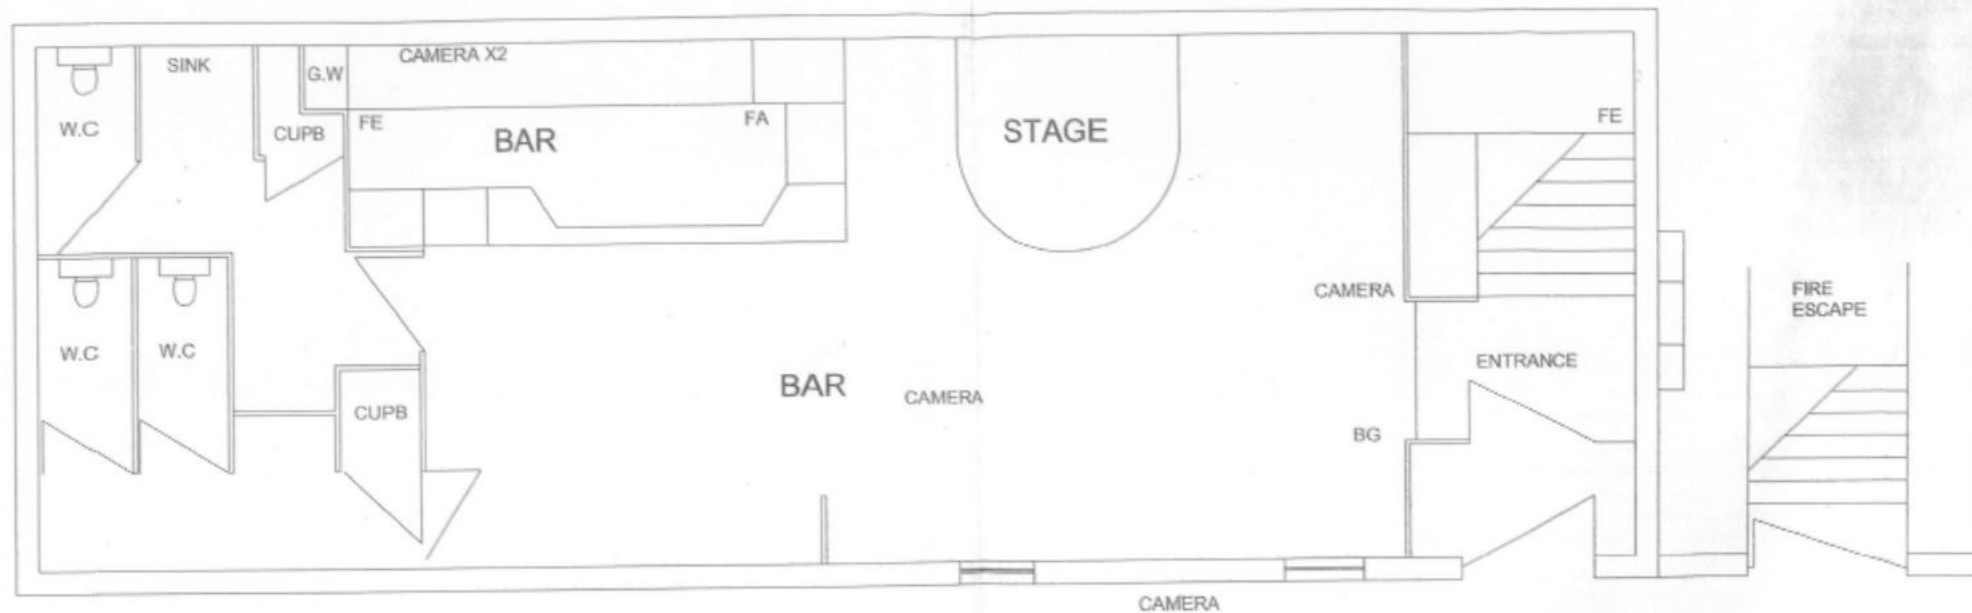 SINK
CAMERA X2
G.W
W.C
CUPB
FE
BAR
FA
STAGE
FE
CAMERA
FIRE
ESCAPE
W.C
W.C
ENTRANCE
BAR
CAMERA
CUPB
BG
CAMERA